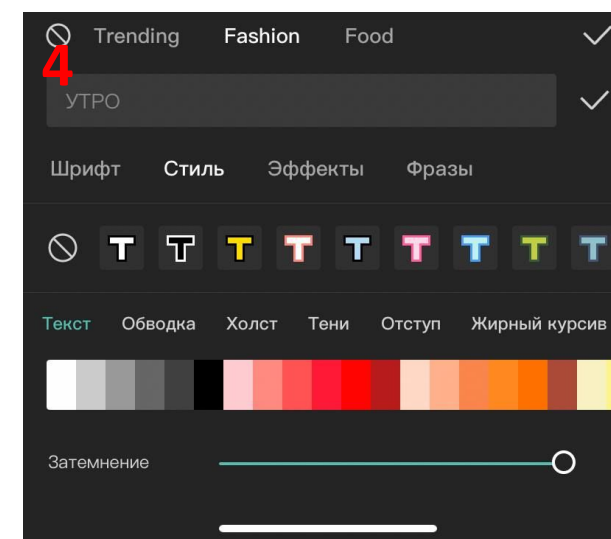 Trending Fashion Food
4
УТРО
Шрифт Стиль Эффекты Фразы
T T T T T T T T T
Текст Обводка Холст Тени Отступ Жирный курсив
Затемнение